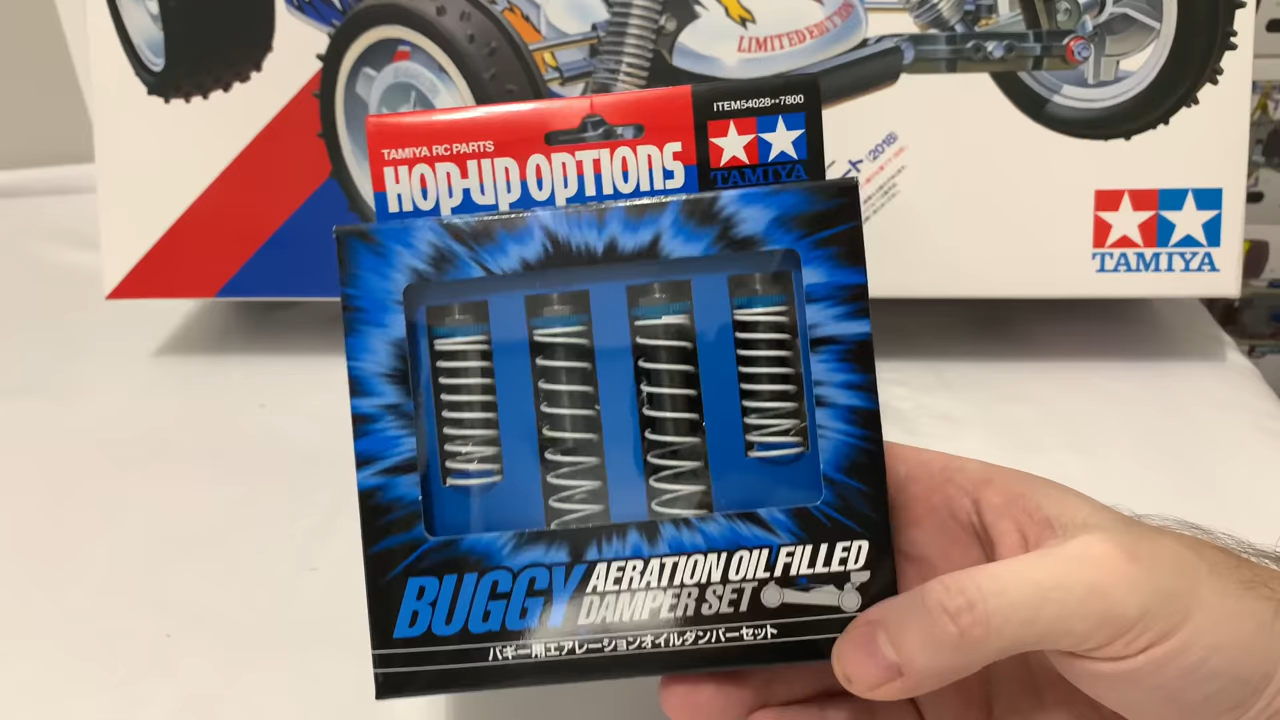 LIMITED EDITION
ITEM54028**7800
TAMIYA RC PARTS
HOP-UP OPTIONS
TAMIYA
(2018)
TAMIYA
BUGGY AERATION OIL FILLED
DAMPER SET
バギー用エアレーションオイルダンパーセット